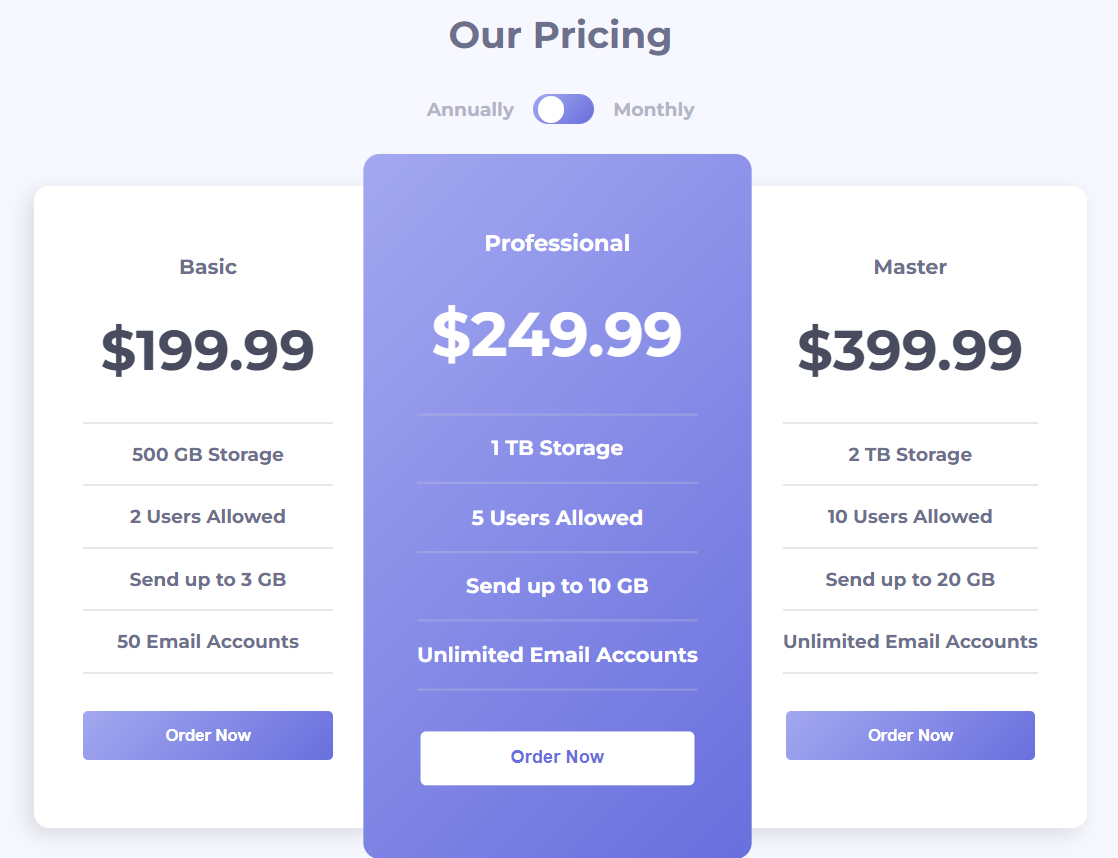 Our Pricing
Annually Monthly
Basic
$199.99
500 GB Storage
2 Users Allowed
Send up to 3 GB
50 Email Accounts
Order Now
Professional
$249.99
1 TB Storage
5 Users Allowed
Send up to 10 GB
Unlimited Email Accounts
Order Now
Master
$399.99
2 TB Storage
10 Users Allowed
Send up to 20 GB
Unlimited Email Accounts
Order Now